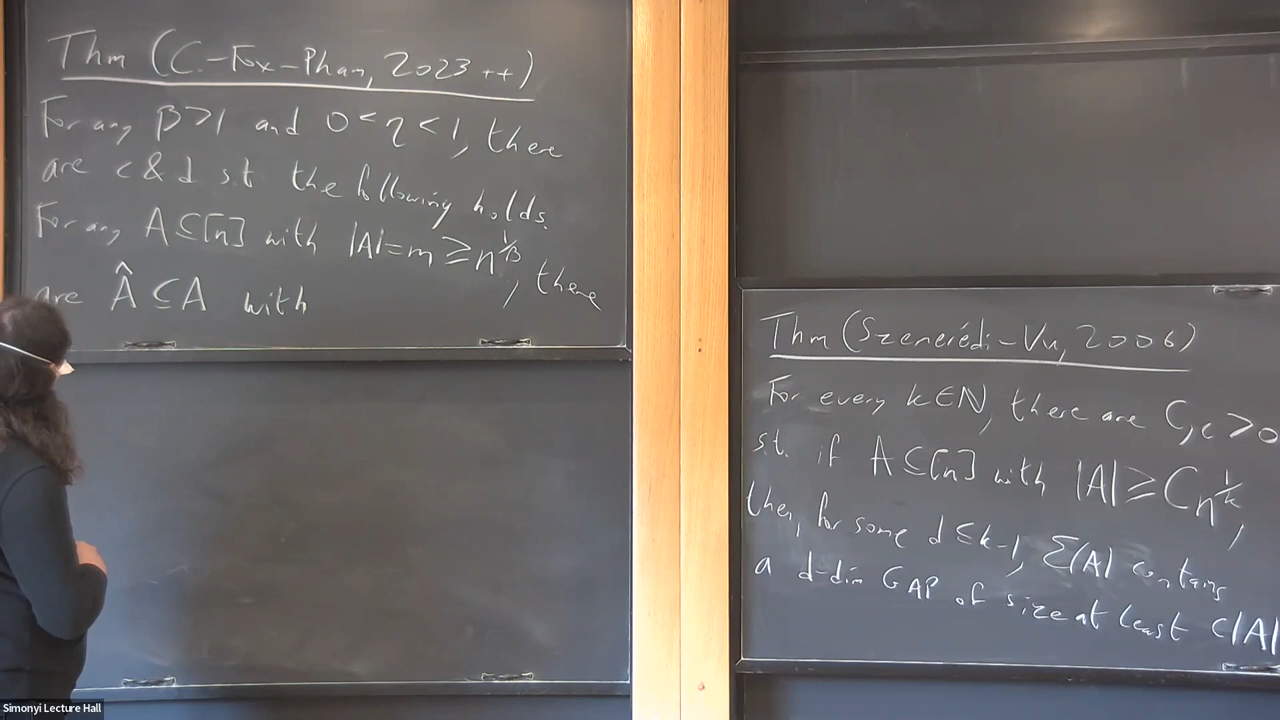 Thm (C.-Fox-Phan, 2023++)
For any β>1 and 0<η<1, there
are c & d s.t the following holds.
For any A⊆[n] with |A|=m ≥ n^{1/β}, there
are Â ⊆ A with
Thm (Szemerédi-Vu, 2006)
For every k∈ℕ, there are C,c>0
s.t. if A⊆[n] with |A| ≥ Cn^{1/k},
then, for some d≤k-1, Σ(A) contains
a d-dim GAP of size at least c|A|
Simonyi Lecture Hall